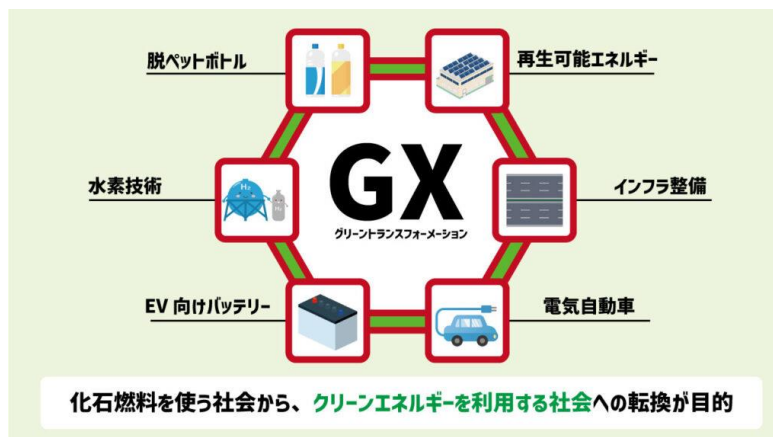 脱ペットボトル
再生可能エネルギー
水素技術
H₂
GX
グリーントランスフォーメーション
インフラ整備
EV 向けバッテリー
電気自動車
化石燃料を使う社会から、クリーンエネルギーを利用する社会への転換が目的